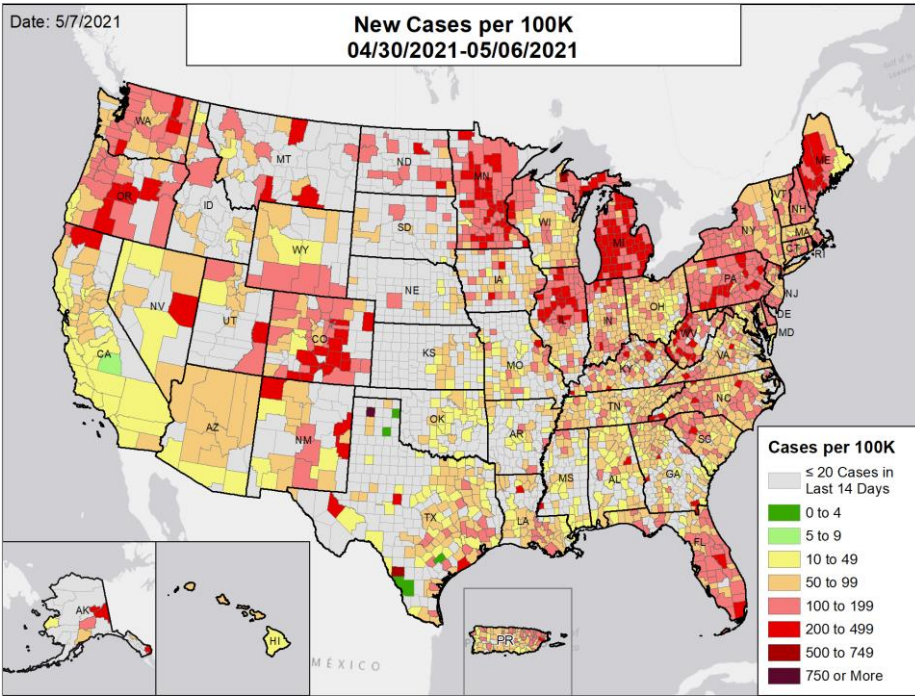 Date: 5/7/2021
New Cases per 100K
04/30/2021-05/06/2021
WA
MT
ND
MN
ME
OR
ID
SD
WI
MI
VT
NH
NY
MA
CT
RI
WY
IA
PA
NJ
NE
NV
UT
CO
IL
IN
OH
DE
MD
WV
VA
CA
KS
MO
KY
AZ
NM
OK
AR
TN
NC
SC
TX
LA
MS
AL
GA
FL
AK
HI
PR
MÉXICO
Cases per 100K
≤ 20 Cases in
Last 14 Days
0 to 4
5 to 9
10 to 49
50 to 99
100 to 199
200 to 499
500 to 749
750 or More